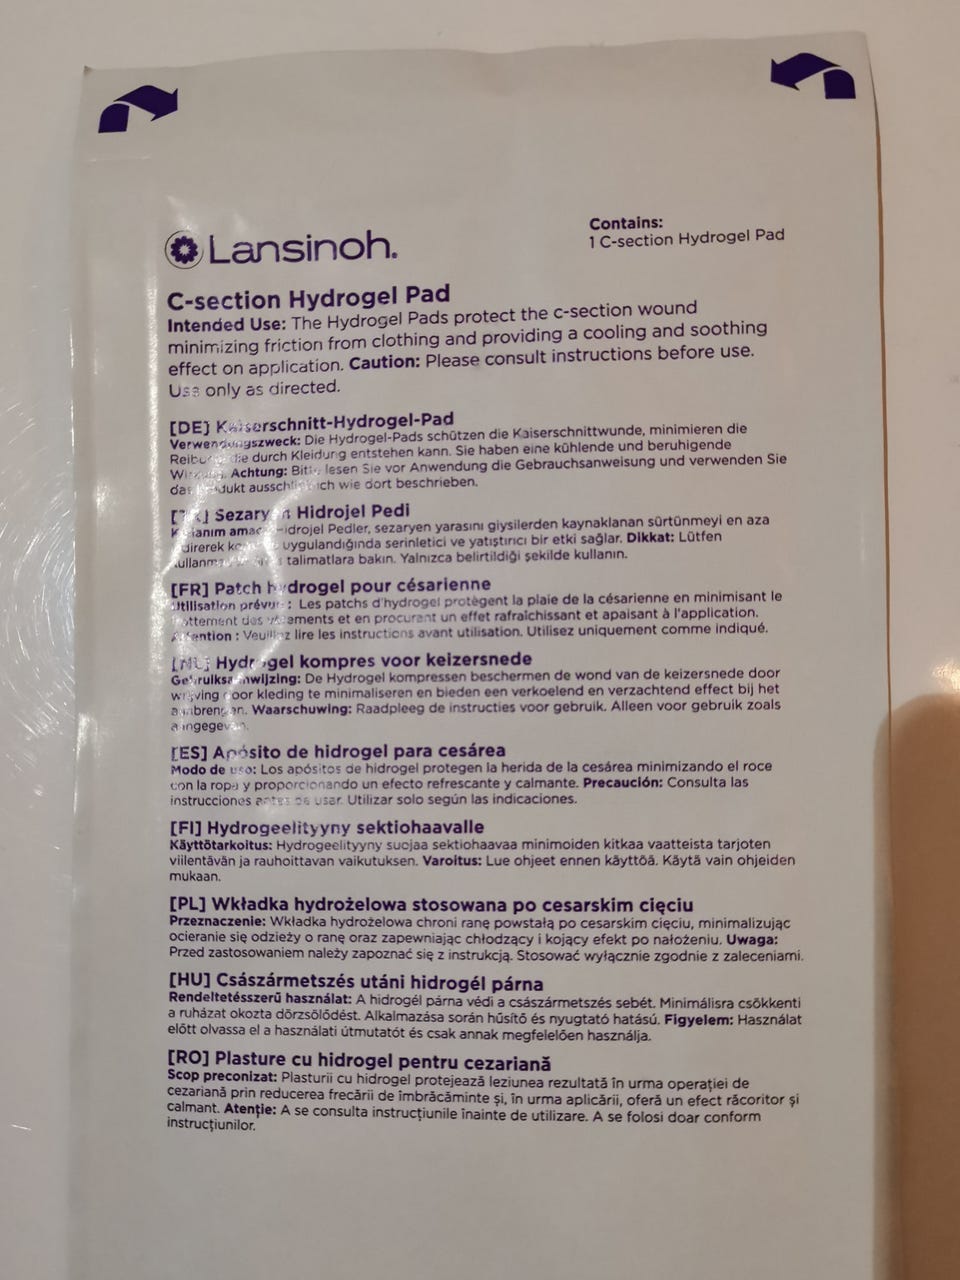 Lansinoh.
Contains:
1 C-section Hydrogel Pad
C-section Hydrogel Pad
Intended Use: The Hydrogel Pads protect the c-section wound
minimizing friction from clothing and providing a cooling and soothing
effect on application. Caution: Please consult instructions before use.
Use only as directed.
[DE] Kaiserschnitt-Hydrogel-Pad
Verwendungszweck: Die Hydrogel-Pads schützen die Kaiserschnittwunde, minimieren die
die durch Kleidung entstehen kann. Sie haben eine kühlende und beruhigende
Achtung: Bitte lesen Sie vor Anwendung die Gebrauchsanweisung und verwenden Sie
ausschließlich wie dort beschrieben.
Sezaryen Hidrojel Pedi
Pedler, sezaryen yarasını giysilerden kaynaklanan sürtünmeyi en aza
uygulandığında serinletici ve yatıştırıcı bir etki sağlar. Dikkat: Lütfen
talimatlara bakın. Yalnızca belirtildiği şekilde kullanın.
[FR] Patch hydrogel pour césarienne
Utilisation prévue : Les patchs d'hydrogel protègent la plaie de la césarienne en minimisant le
des vêtements et en procurant un effet rafraîchissant et apaisant à l'application.
Attention : Veuillez lire les instructions avant utilisation. Utilisez uniquement comme indiqué.
[NL] Hydrogel kompres voor keizersnede
De Hydrogel kompressen beschermen de wond van de keizersnede door
wrijving door kleding te minimaliseren en bieden een verkoelend en verzachtend effect bij het
aanbrengen. Waarschuwing: Raadpleeg de instructies voor gebruik. Alleen voor gebruik zoals
aangegeven.
[ES] Apósito de hidrogel para cesárea
Modo de uso: Los apósitos de hidrogel protegen la herida de la cesárea minimizando el roce
con la ropa y proporcionando un efecto refrescante y calmante. Precaución: Consulta las
instrucciones antes de usar. Utilizar solo según las indicaciones.
[FI] Hydrogeelityyny sektiohaavalle
Käyttötarkoitus: Hydrogeelityyny suojaa sektiohaavaa minimoiden kitkaa vaatteista tarjoten
viilentävän ja rauhoittavan vaikutuksen. Varoitus: Lue ohjeet ennen käyttöä. Käytä vain ohjeiden
mukaan.
[PL] Wkładka hydrożelowa stosowana po cesarskim cięciu
Przeznaczenie: Wkładka hydrożelowa chroni ranę powstałą po cesarskim cięciu, minimalizując
ocieranie się odzieży o ranę oraz zapewniając chłodzący i kojący efekt po nałożeniu. Uwaga:
Przed zastosowaniem należy zapoznać się z instrukcją. Stosować wyłącznie zgodnie z zaleceniami.
[HU] Császármetszés utáni hidrogél párna
Rendeltetésszerű használat: A hidrogél párna védi a császármetszés sebét. Minimálisra csökkenti
a ruházat okozta dörzsölődést. Alkalmazása során hűsítő és nyugtató hatású. Figyelem: Használat
előtt olvassa el a használati útmutatót és csak annak megfelelően használja.
[RO] Plasture cu hidrogel pentru cezariană
Scop preconizat: Plasturii cu hidrogel protejează leziunea rezultată în urma operației de
cezariană prin reducerea frecării de îmbrăcăminte și, în urma aplicării, oferă un efect răcoritor și
calmant. Atenție: A se consulta instrucțiunile înainte de utilizare. A se folosi doar conform
instrucțiunilor.